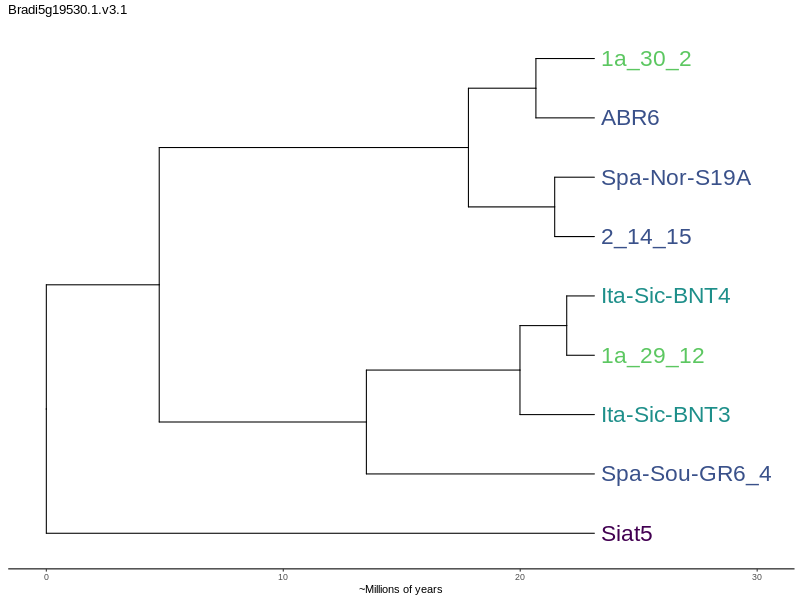 Bradi5g19530.1.v3.1
1a_30_2
ABR6
Spa-Nor-S19A
2_14_15
Ita-Sic-BNT4
1a_29_12
Ita-Sic-BNT3
Spa-Sou-GR6_4
Siat5
0 10 20 30
~Millions of years